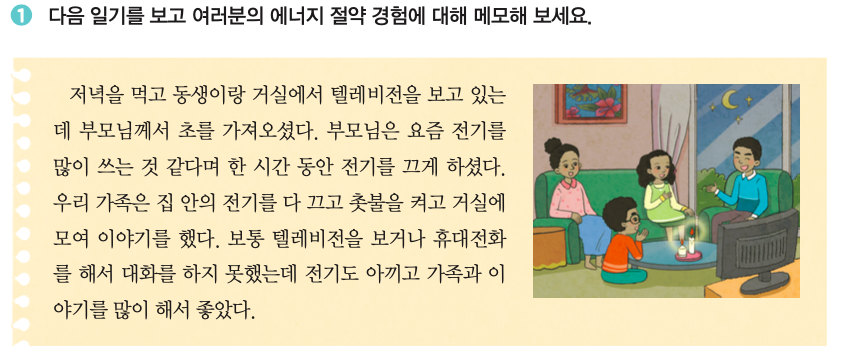 1 다음 일기를 보고 여러분의 에너지 절약 경험에 대해 메모해 보세요.
저녁을 먹고 동생이랑 거실에서 텔레비전을 보고 있는
데 부모님께서 초를 가져오셨다. 부모님은 요즘 전기를
많이 쓰는 것 같다며 한 시간 동안 전기를 끄게 하셨다.
우리 가족은 집 안의 전기를 다 끄고 촛불을 켜고 거실에
모여 이야기를 했다. 보통 텔레비전을 보거나 휴대전화
를 해서 대화를 하지 못했는데 전기도 아끼고 가족과 이
야기를 많이 해서 좋았다.